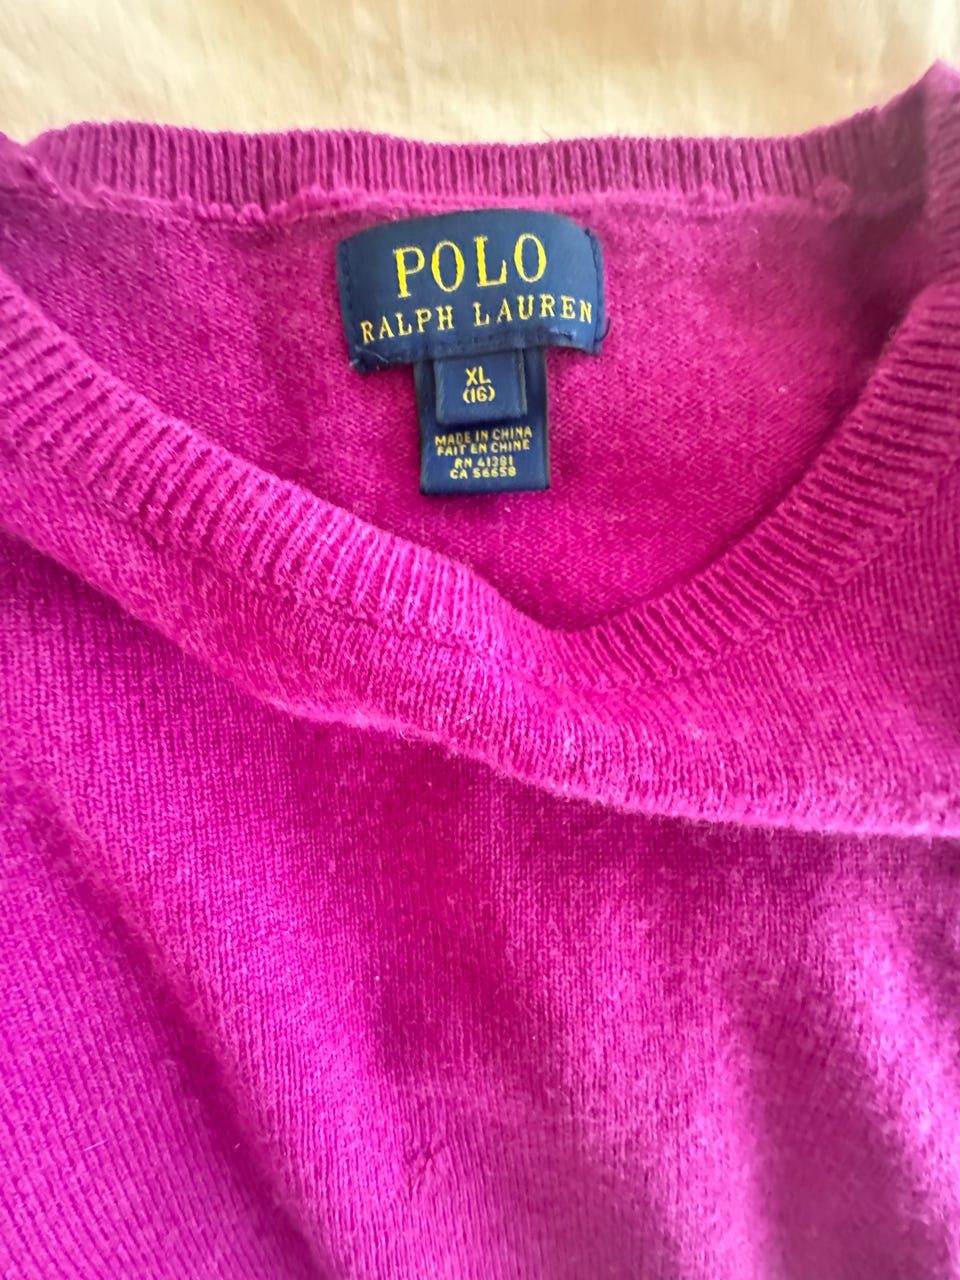 POLO
RALPH LAUREN
XL
(16)
MADE IN CHINA
FAIT EN CHINE
RN 41381
CA 56658